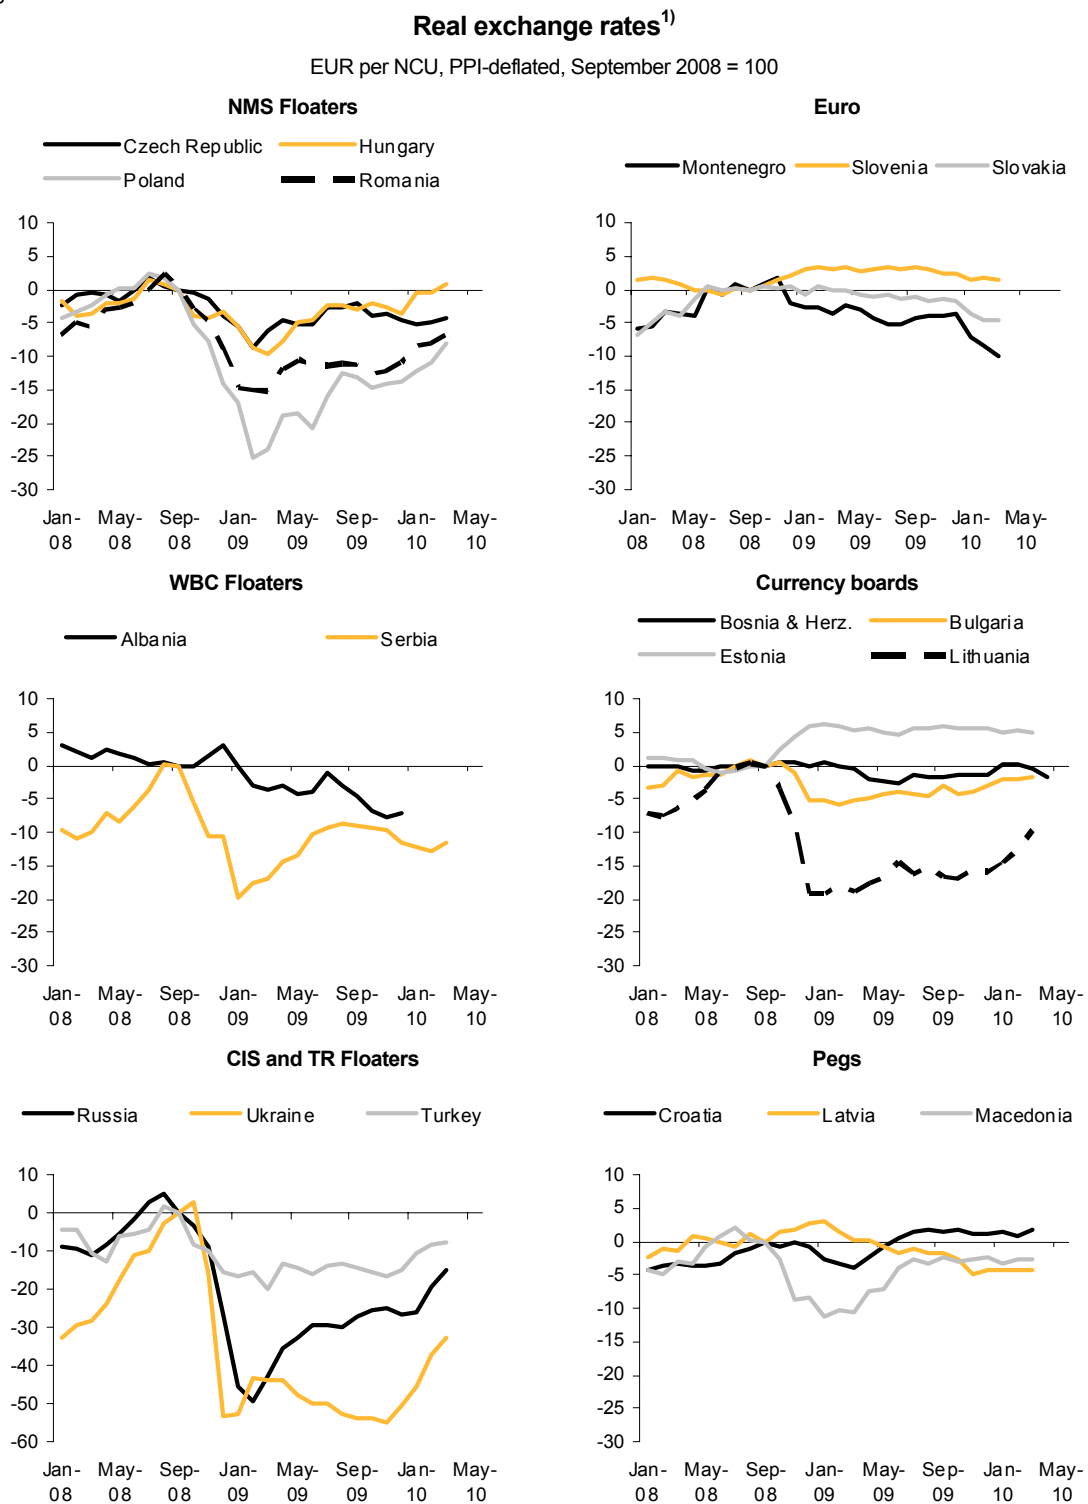 Real exchange rates1)
EUR per NCU, PPI-deflated, September 2008 = 100
NMS Floaters
Czech Republic Hungary
Poland Romania
10
5
0
-5
-10
-15
-20
-25
-30
Jan- May- Sep- Jan- May- Sep- Jan- May-
08 08 08 09 09 09 10 10
Euro
Montenegro Slovenia Slovakia
10
5
0
-5
-10
-15
-20
-25
-30
Jan- May- Sep- Jan- May- Sep- Jan- May-
08 08 08 09 09 09 10 10
WBC Floaters
Albania Serbia
10
5
0
-5
-10
-15
-20
-25
-30
Jan- May- Sep- Jan- May- Sep- Jan- May-
08 08 08 09 09 09 10 10
Currency boards
Bosnia & Herz. Bulgaria
Estonia Lithuania
10
5
0
-5
-10
-15
-20
-25
-30
Jan- May- Sep- Jan- May- Sep- Jan- May-
08 08 08 09 09 09 10 10
CIS and TR Floaters
Russia Ukraine Turkey
10
0
-10
-20
-30
-40
-50
-60
Jan- May- Sep- Jan- May- Sep- Jan- May-
08 08 08 09 09 09 10 10
Pegs
Croatia Latvia Macedonia
10
5
0
-5
-10
-15
-20
-25
-30
Jan- May- Sep- Jan- May- Sep- Jan- May-
08 08 08 09 09 09 10 10